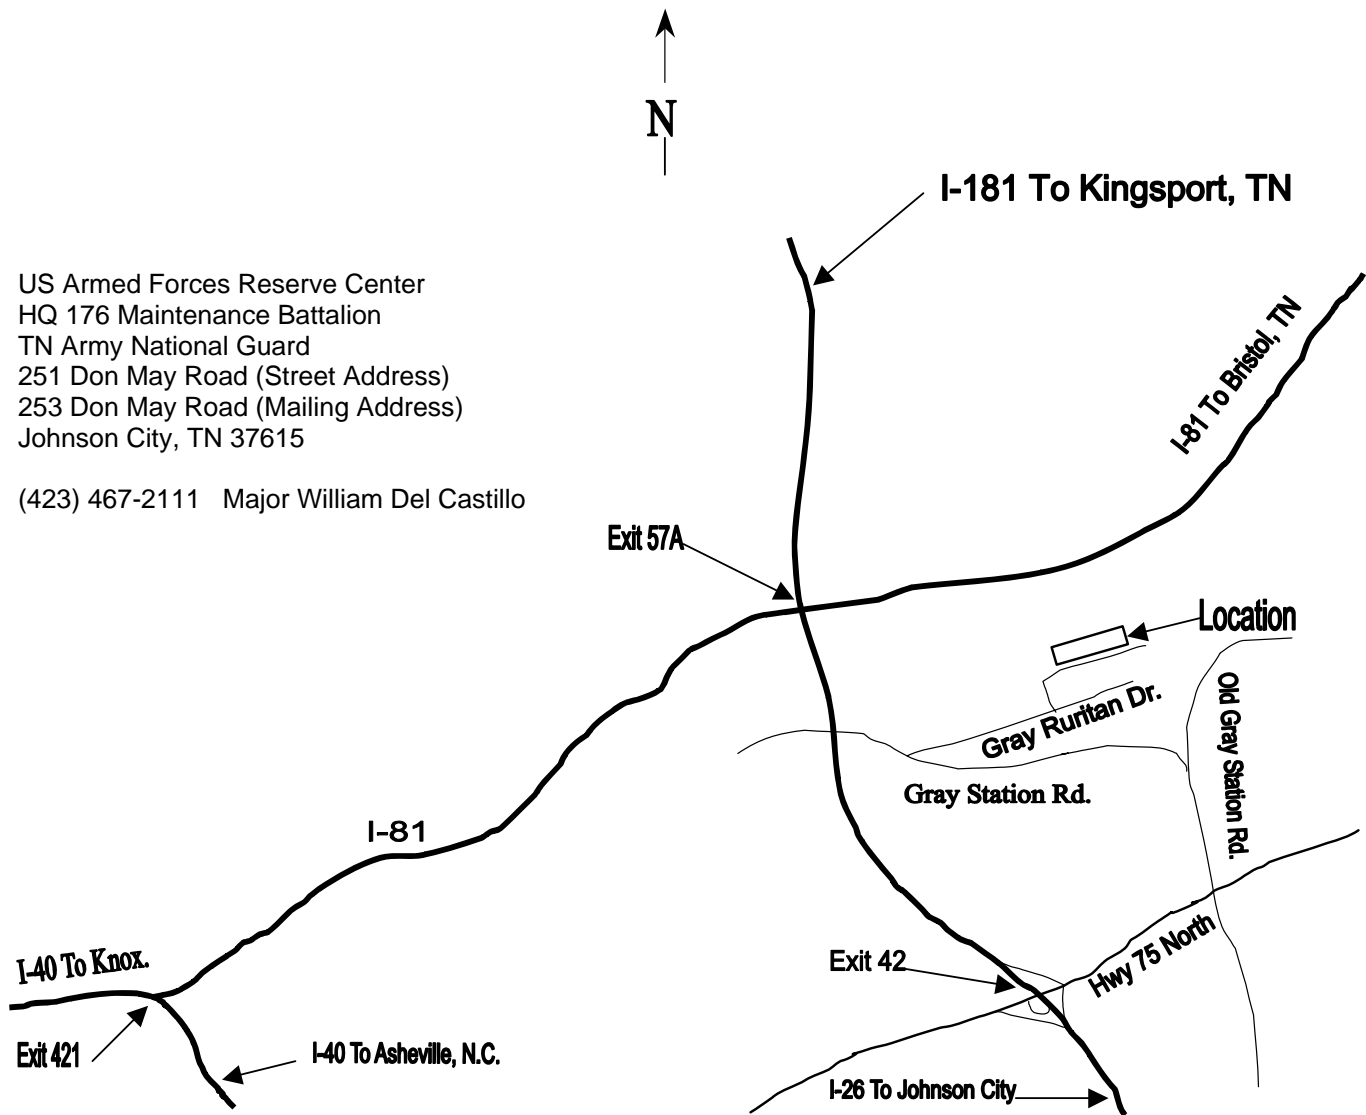 N
I-181 To Kingsport, TN
US Armed Forces Reserve Center
HQ 176 Maintenance Battalion
TN Army National Guard
251 Don May Road (Street Address)
253 Don May Road (Mailing Address)
Johnson City, TN 37615
(423) 467-2111   Major William Del Castillo
I-81 To Bristol, TN
Exit 57A
Location
Gray Ruritan Dr.
Old Gray Station Rd.
Gray Station Rd.
I-81
I-40 To Knox.
Exit 42
Hwy 75 North
Exit 421
I-40 To Asheville, N.C.
I-26 To Johnson City